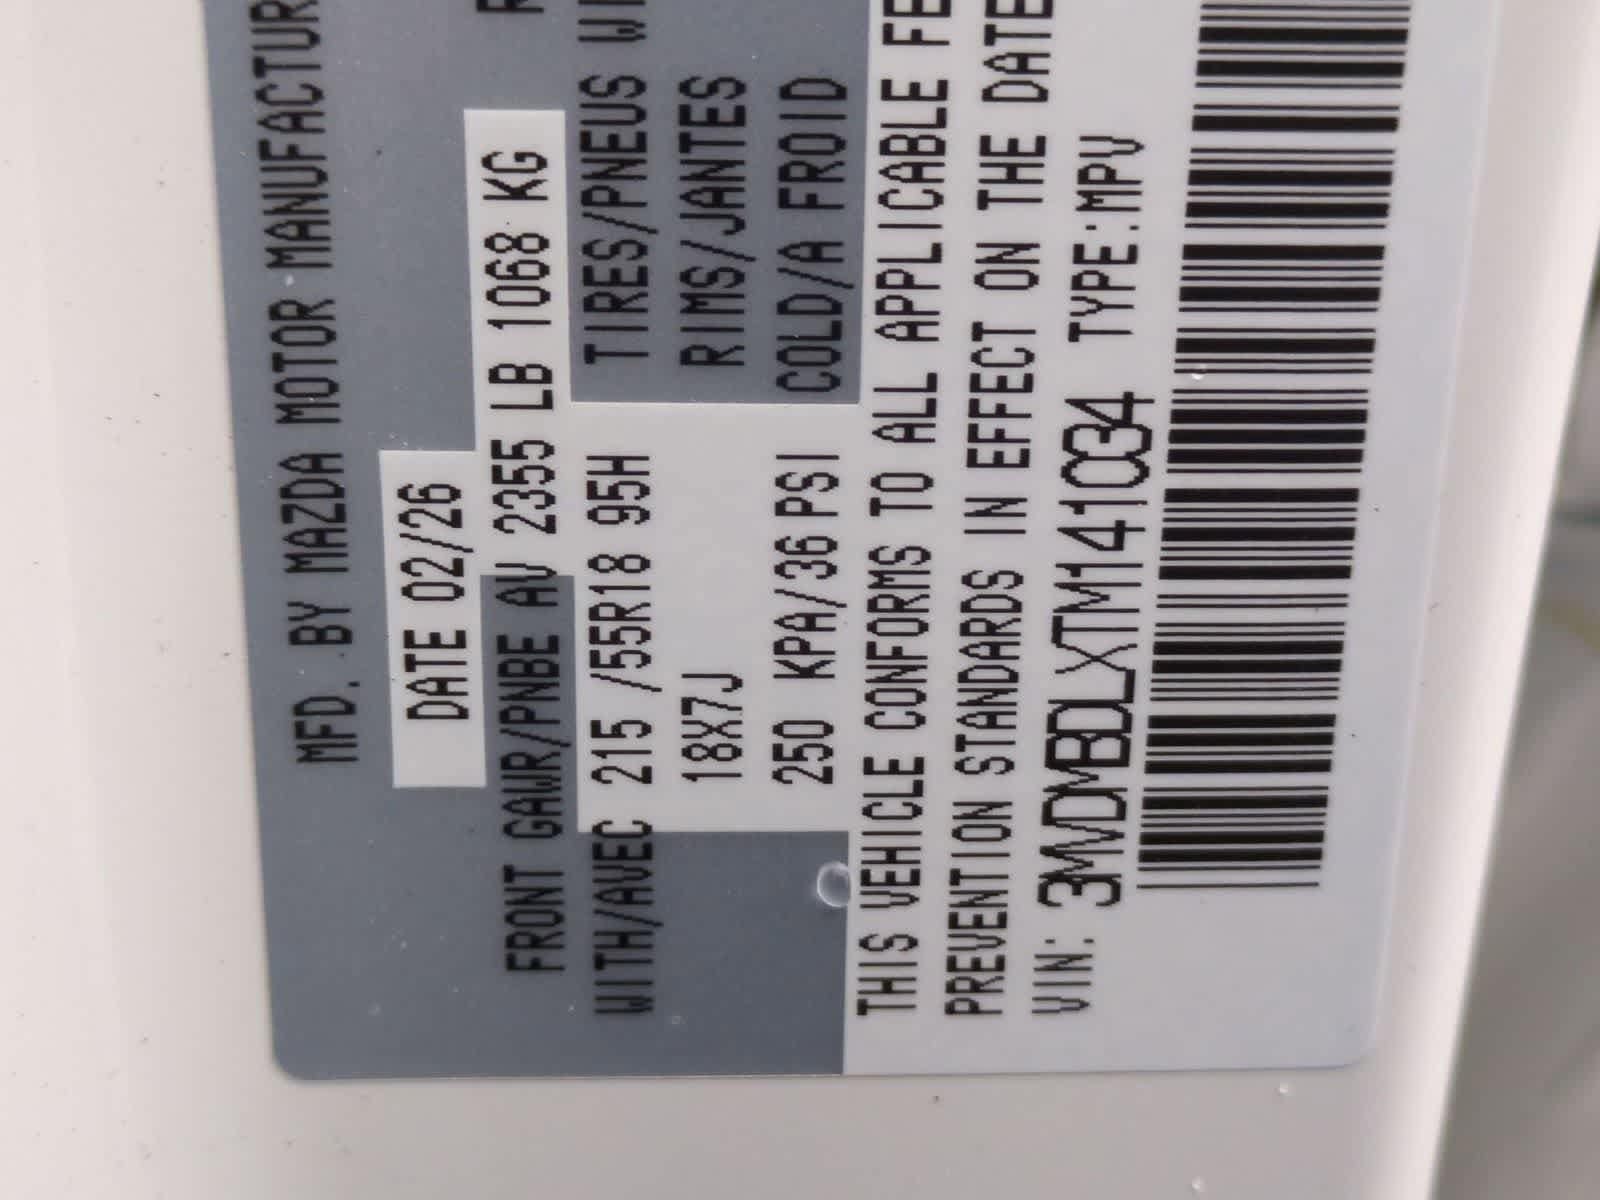 MFD. BY MAZDA MOTOR MANUFACTUR
DATE 02/26
FRONT GAWR/PNBE AV 2355 LB 1068 KG R
WITH/AVEC 215 /55R18 95H TIRES/PNEUS WI
18X7J RIMS/JANTES
250 KPA/36 PSI COLD/A FROID
THIS VEHICLE CONFORMS TO ALL APPLICABLE FE
PREVENTION STANDARDS IN EFFECT ON THE DATE
VIN: 3MVDMBDLXTM141034 TYPE:MPV